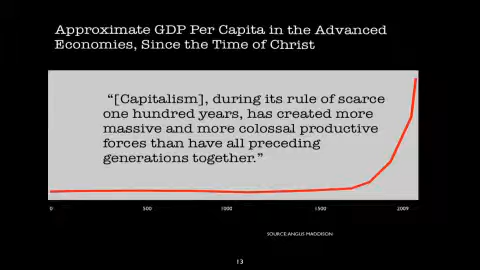 Approximate GDP Per Capita in the Advanced
Economies, Since the Time of Christ
“[Capitalism], during its rule of scarce
one hundred years, has created more
massive and more colossal productive
forces than have all preceding
generations together.”
0 500 1000 1500 2009
SOURCE:ANGUS MADDISON
13